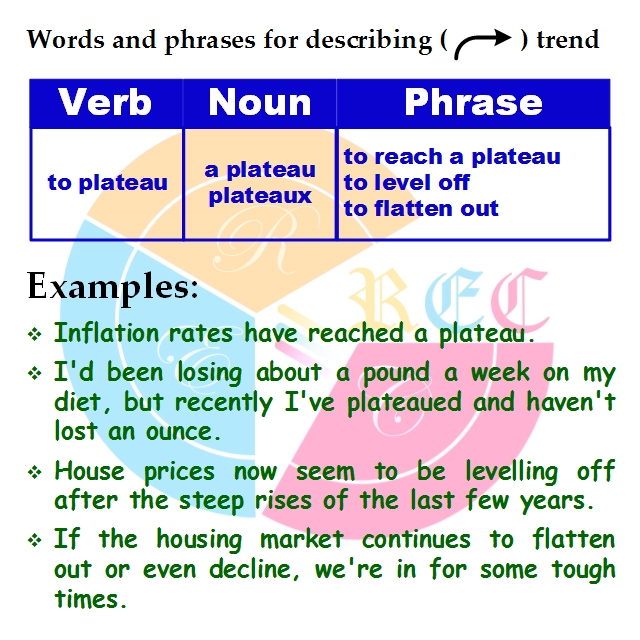 Words and phrases for describing ( ) trend
Verb Noun Phrase
to plateau
a plateau
plateaux
to reach a plateau
to level off
to flatten out
Examples:
Inflation rates have reached a plateau.
I'd been losing about a pound a week on my
diet, but recently I've plateaued and haven't
lost an ounce.
House prices now seem to be levelling off
after the steep rises of the last few years.
If the housing market continues to flatten
out or even decline, we're in for some tough
times.
REC
R
E
C